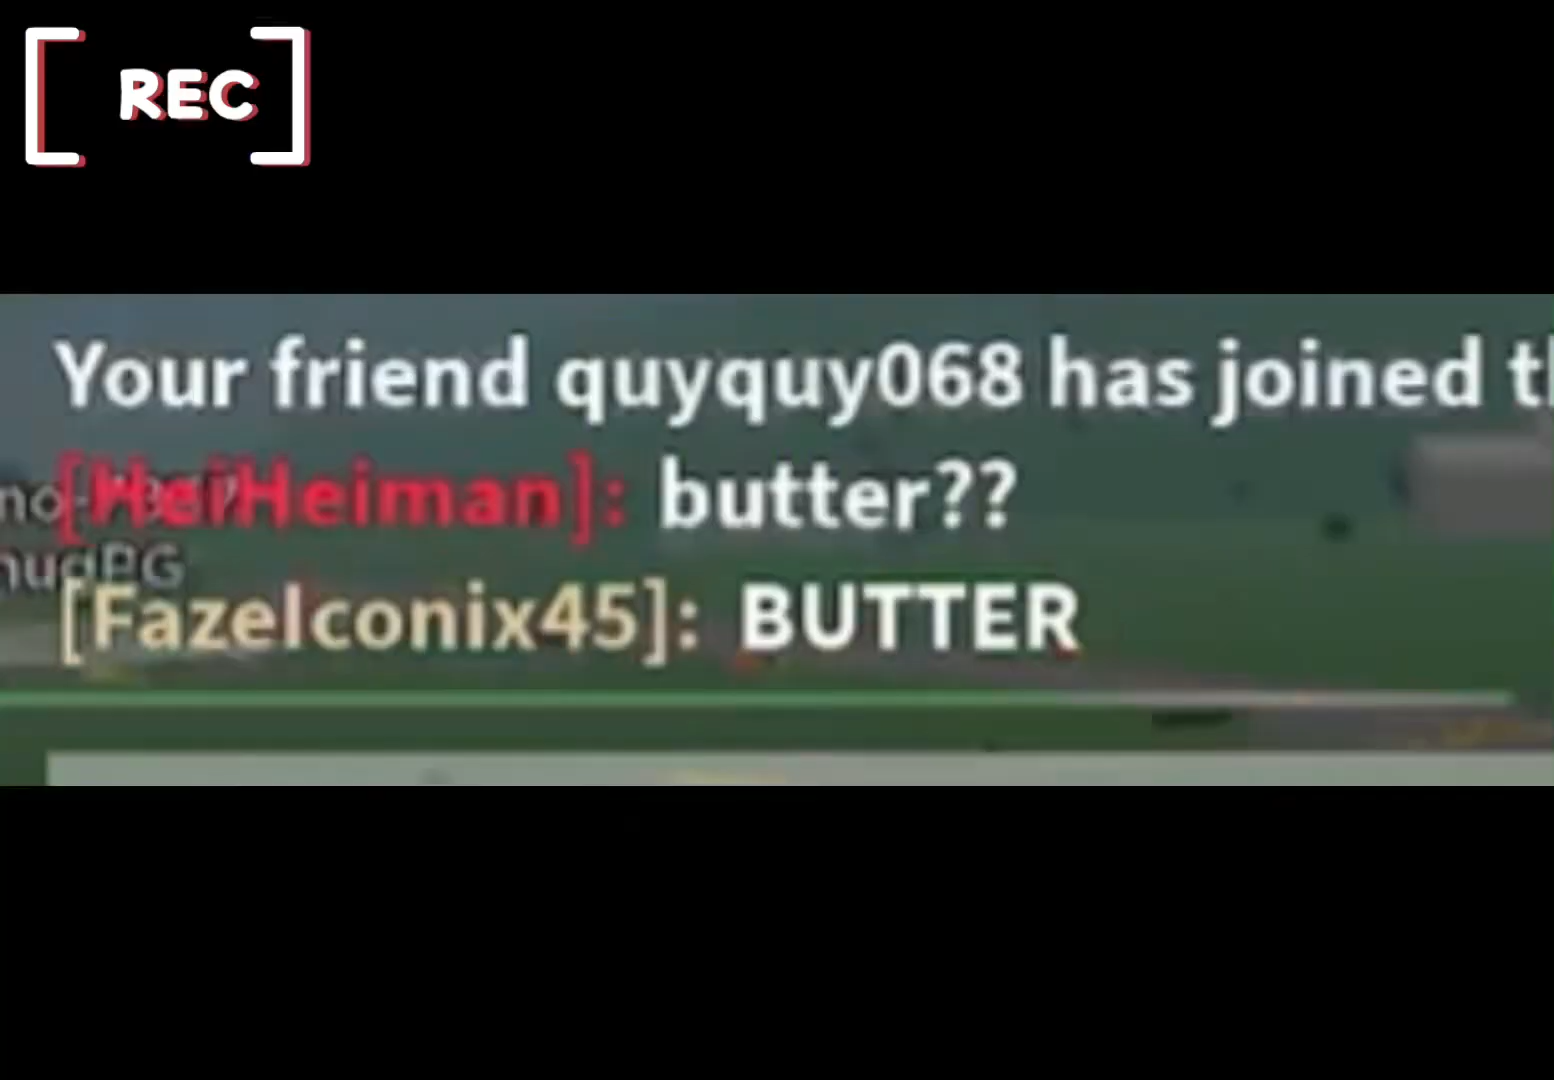 [ REC ]
Your friend quyquy068 has joined
[HeiHeiman]: butter??
[FazeIconix45]: BUTTER